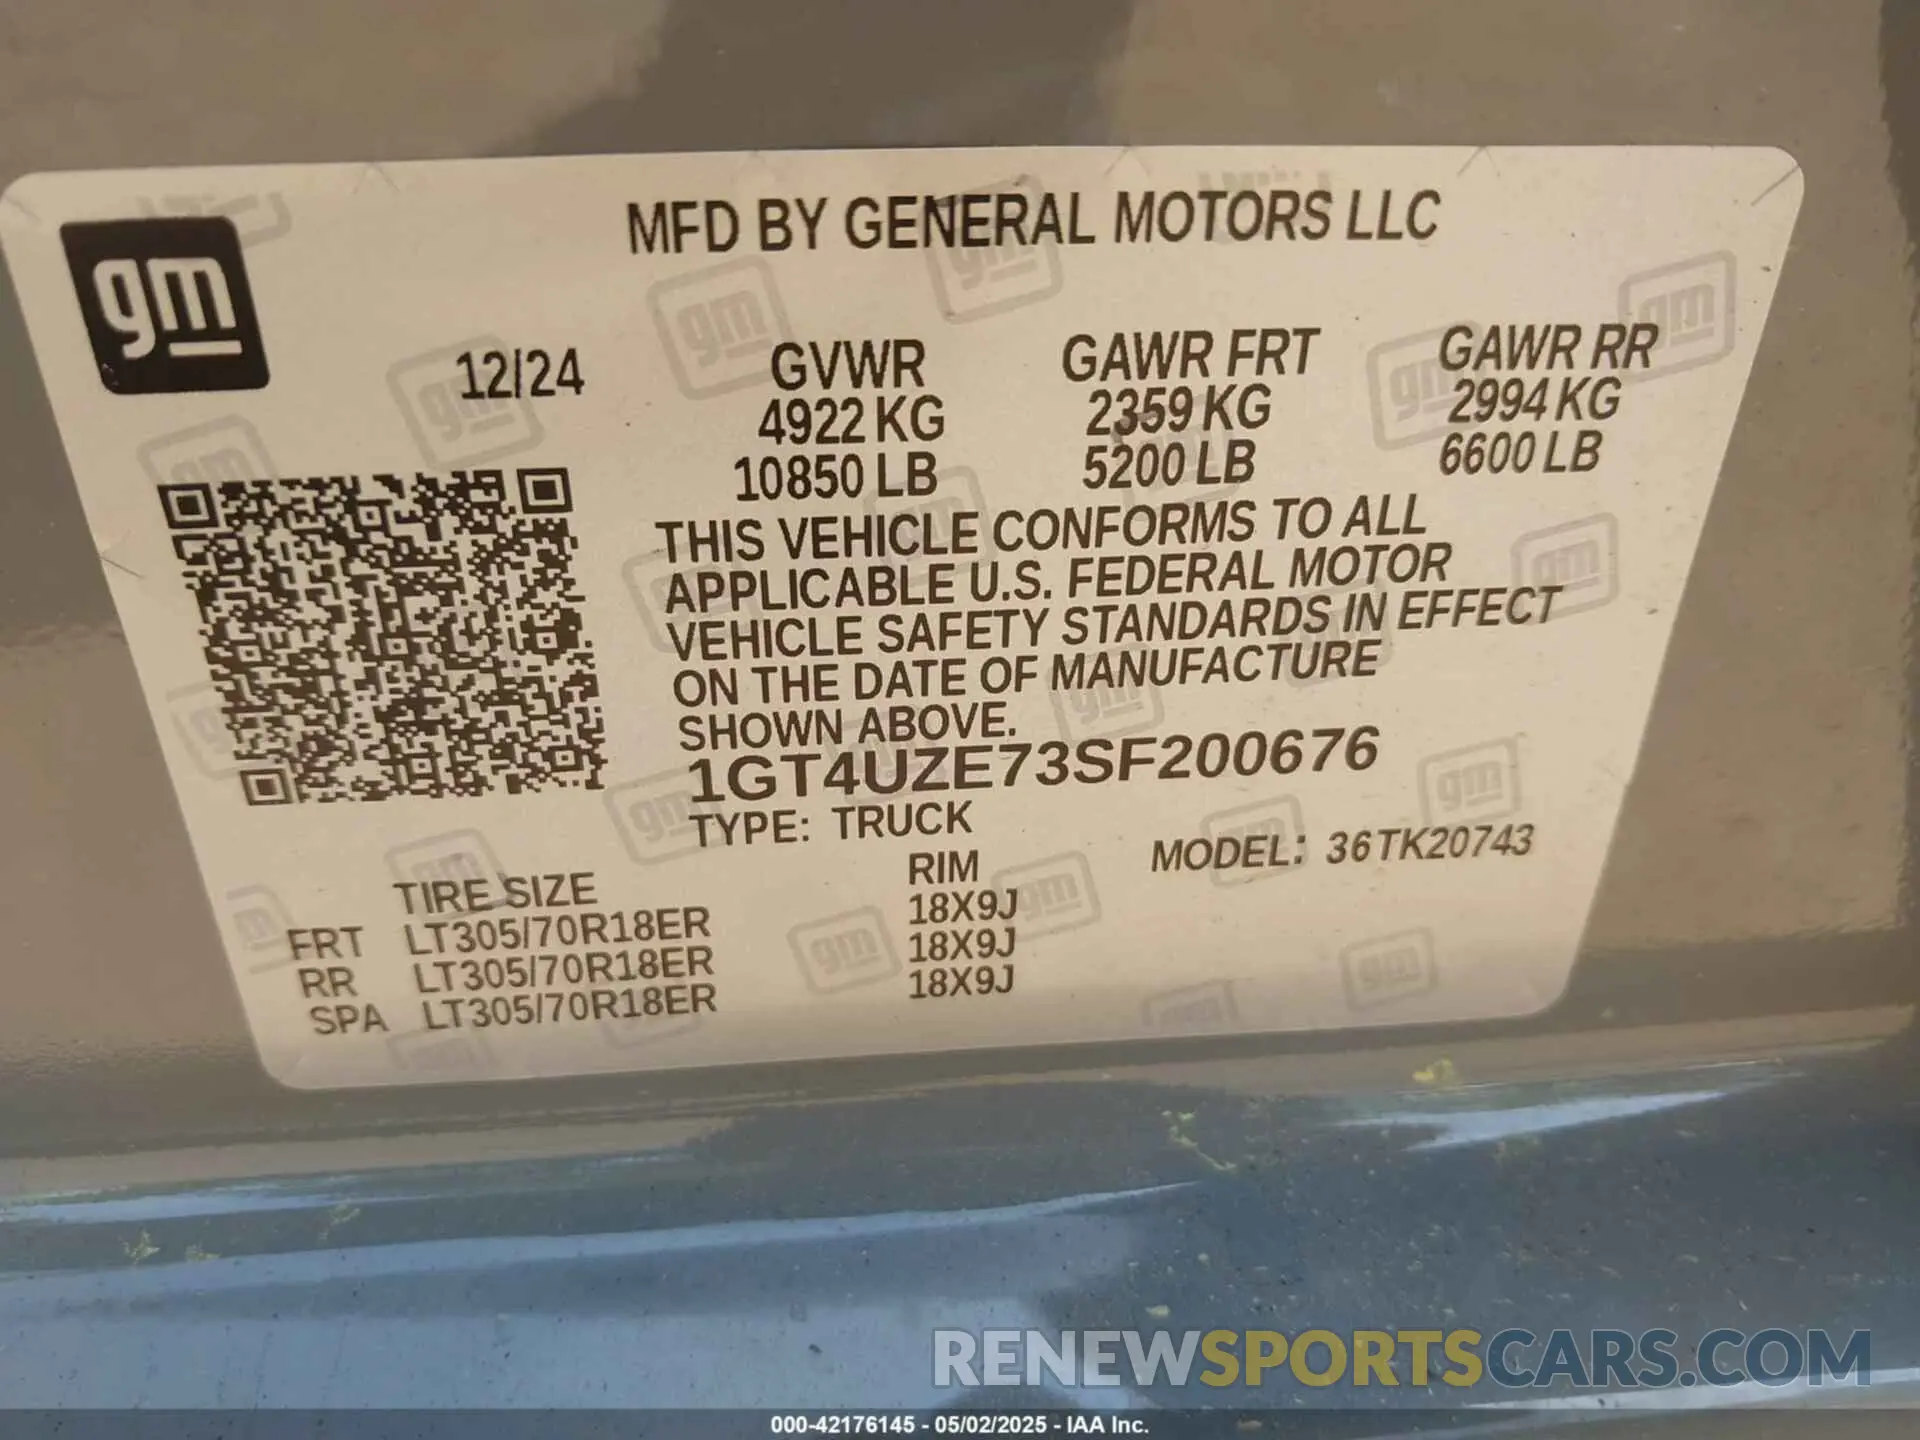 MFD BY GENERAL MOTORS LLC
gm
12/24
GVWR GAWR FRT GAWR RR
4922 KG 2359 KG 2994 KG
10850 LB 5200 LB 6600 LB
THIS VEHICLE CONFORMS TO ALL
APPLICABLE U.S. FEDERAL MOTOR
VEHICLE SAFETY STANDARDS IN EFFECT
ON THE DATE OF MANUFACTURE
SHOWN ABOVE.
1GT4UZE73SF200676
TYPE: TRUCK
MODEL: 36TK20743
TIRE SIZE RIM
FRT LT305/70R18ER 18X9J
RR LT305/70R18ER 18X9J
SPA LT305/70R18ER 18X9J
RENEWSPORTSCARS.COM
000-42176145 - 05/02/2025 - IAA Inc.